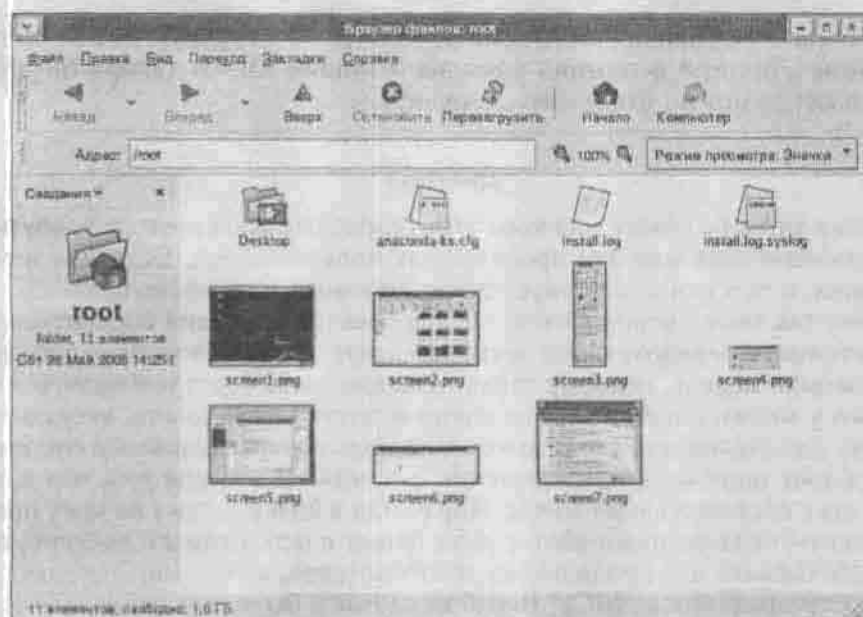 Браузер файлов: root
Файл Правка Вид Переход Закладки Справка
Назад Вперед Вверх Остановить Перезагрузить Начало Компьютер
Адрес: /root 100% Режим просмотра: Значки
Сведения
Desktop anaconda-ks.cfg install.log install.log.syslog
root
folder, 11 элементов
screen1.png screen2.png screen3.png screen4.png
screen5.png screen6.png screen7.png
11 элементов, свободно: 1,6 ГБ